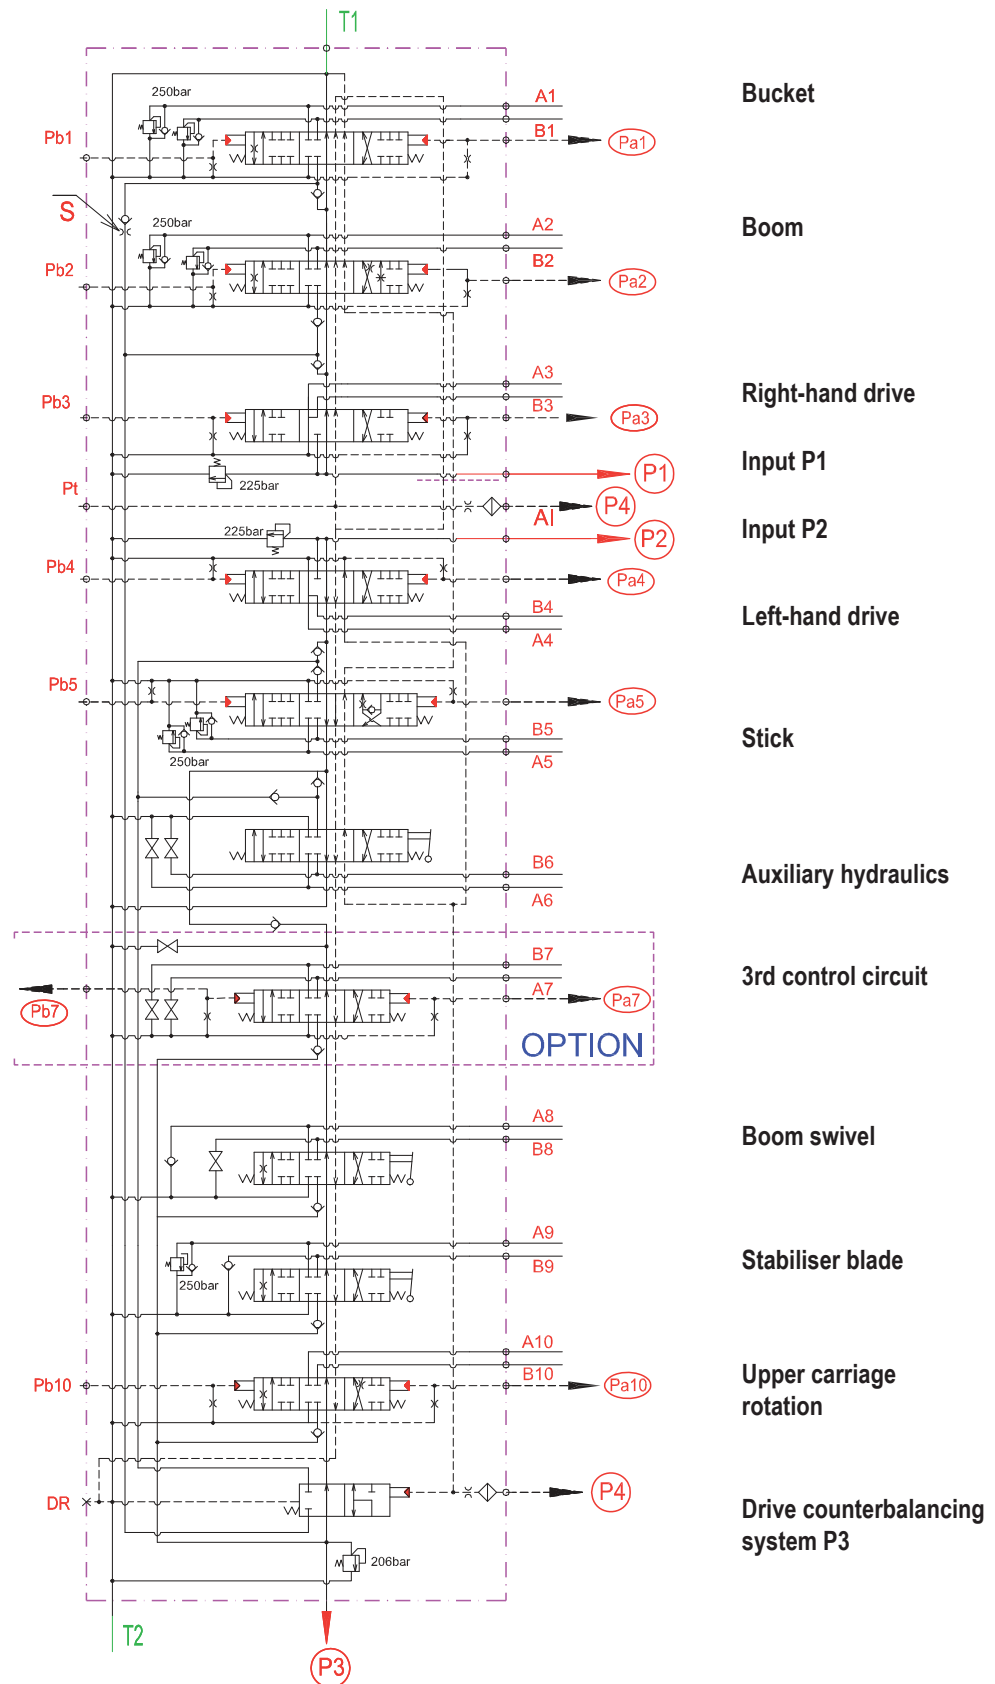 T1
250bar
A1
Bucket
B1
Pb1
Pa1
S
250bar
A2
Boom
B2
Pb2
Pa2
A3
Right-hand drive
Pb3
B3
Pa3
Input P1
P1
225bar
Pt
P4
AI
225bar
Input P2
P2
Pb4
Pa4
B4
Left-hand drive
A4
Pb5
Pa5
B5
Stick
A5
250bar
B6
Auxiliary hydraulics
A6
B7
3rd control circuit
A7
Pb7
Pa7
OPTION
A8
Boom swivel
B8
A9
Stabiliser blade
B9
250bar
A10
B10
Upper carriage
rotation
Pb10
Pa10
DR
P4
Drive counterbalancing
system P3
206bar
T2
P3